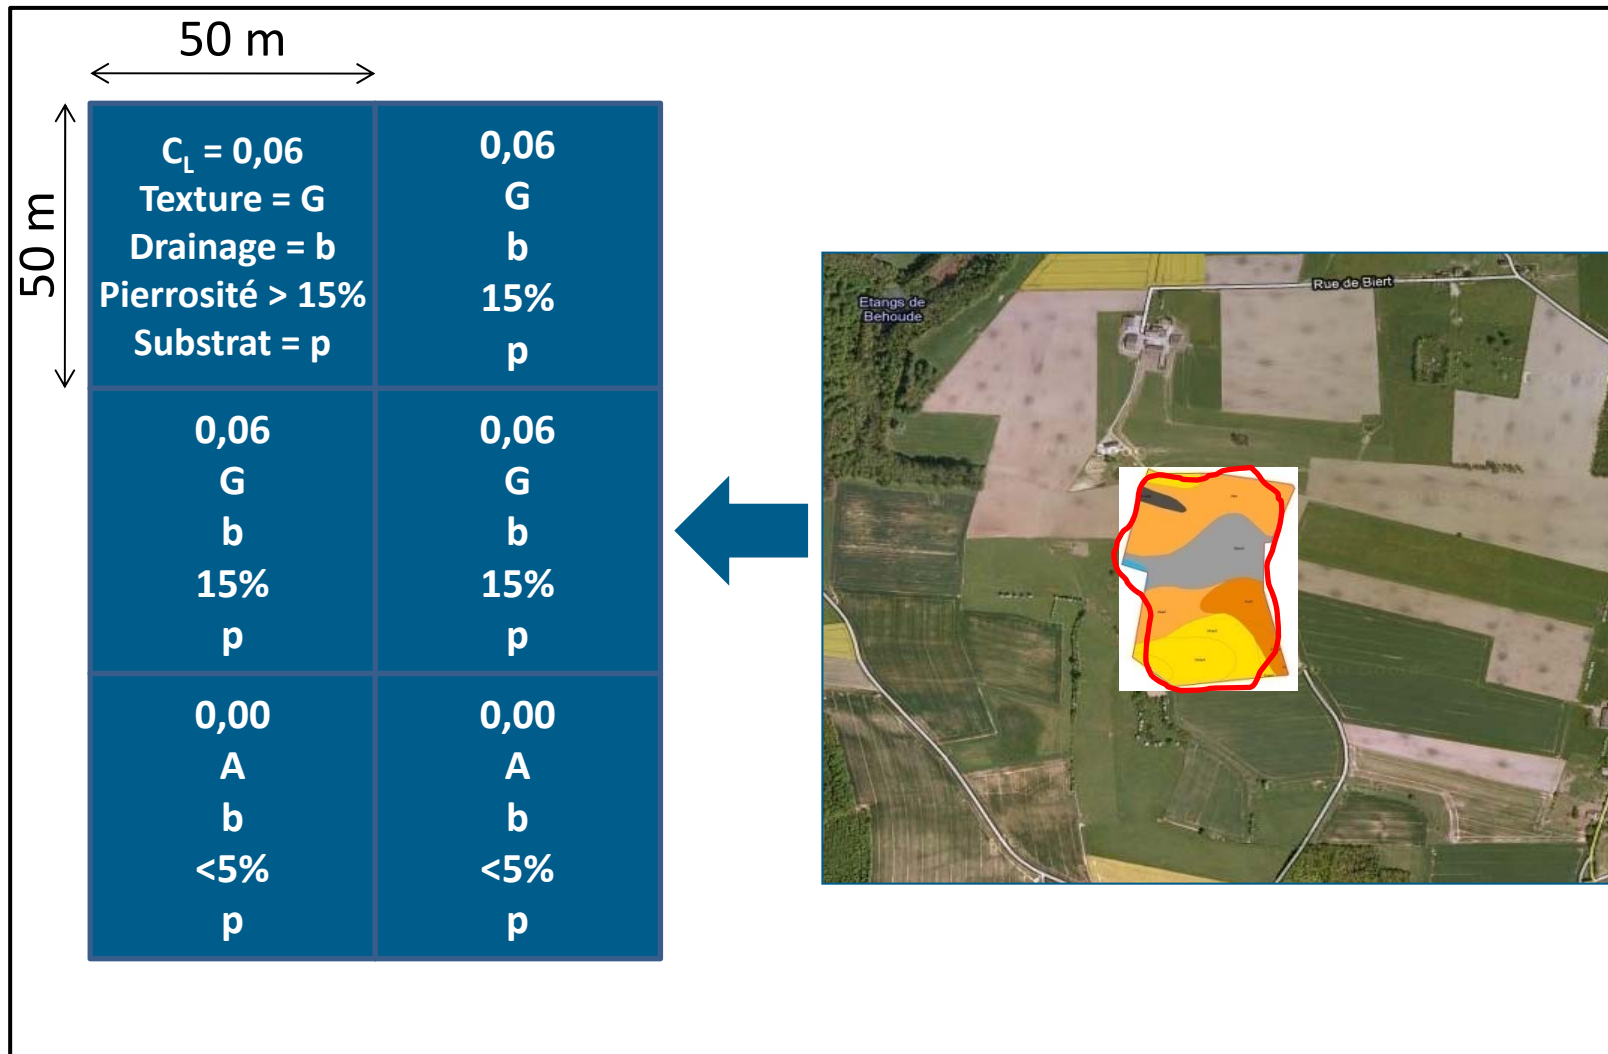 50 m
50 m
C_L = 0,06
Texture = G
Drainage = b
Pierrosité > 15%
Substrat = p
0,06
G
b
15%
p
0,06
G
b
15%
p
0,06
G
b
15%
p
0,00
A
b
<5%
p
0,00
A
b
<5%
p
Etangs de
Behoude
Rue de Biert